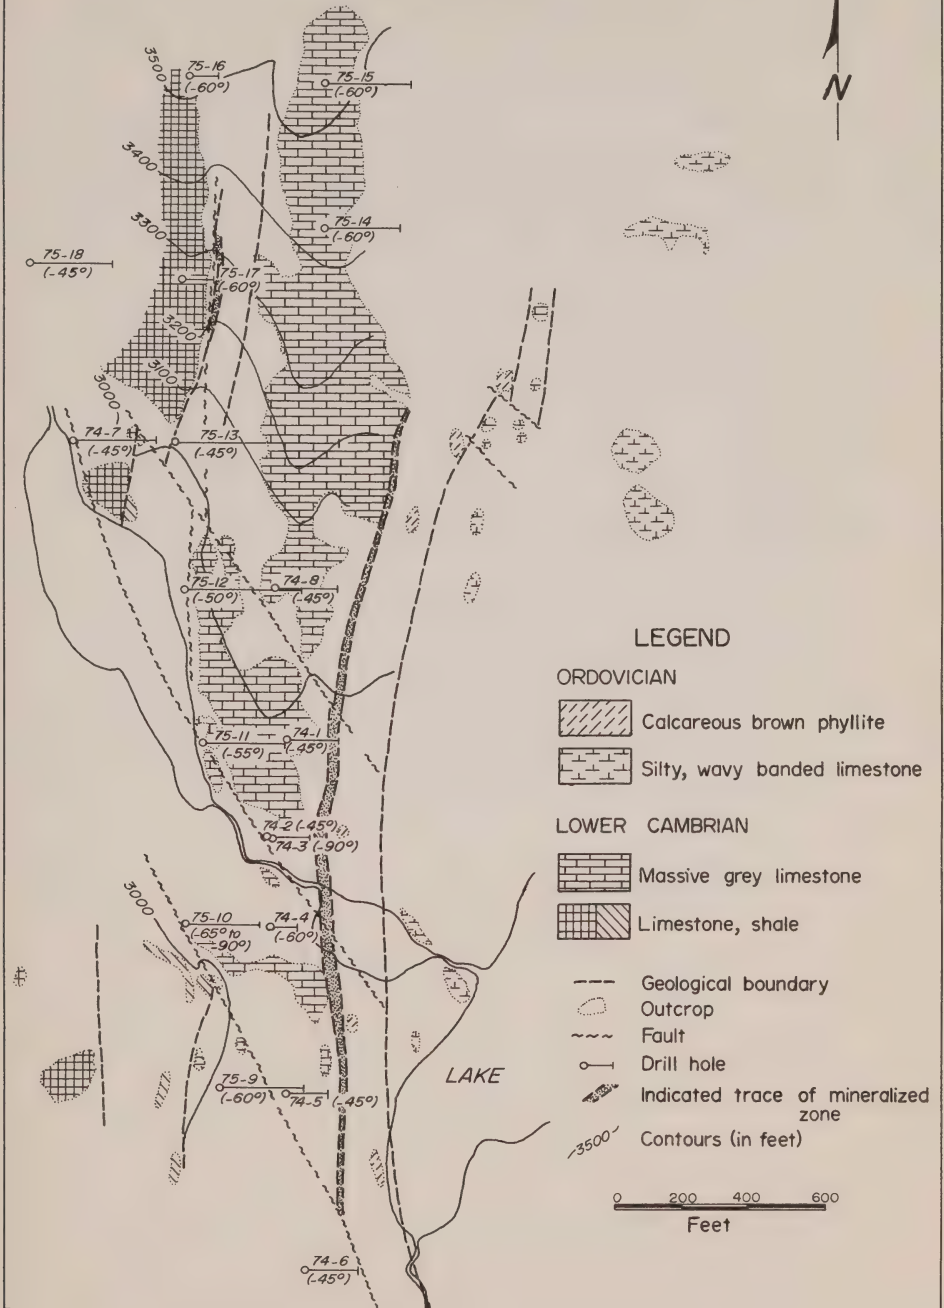 3500
75-16
(-60°)
75-15
(-60°)
N
3400
3300
75-14
(-60°)
75-18
(-45°)
75-17
(-60°)
3200
3100
3000
74-7
(-45°)
75-13
(-45°)
75-12
(-50°)
74-8
(-45°)
75-11
(-55°)
74-1
(-45°)
74-2 (-45°)
74-3 (-90°)
3000
75-10
(-65° to
-90°)
74-4
(-60°)
75-9
(-60°)
74-5 (-45°)
LAKE
74-6
(-45°)
LEGEND
ORDOVICIAN
Calcareous brown phyllite
Silty, wavy banded limestone
LOWER CAMBRIAN
Massive grey limestone
Limestone, shale
Geological boundary
Outcrop
Fault
Drill hole
Indicated trace of mineralized
zone
3500
Contours (in feet)
0 200 400 600
Feet